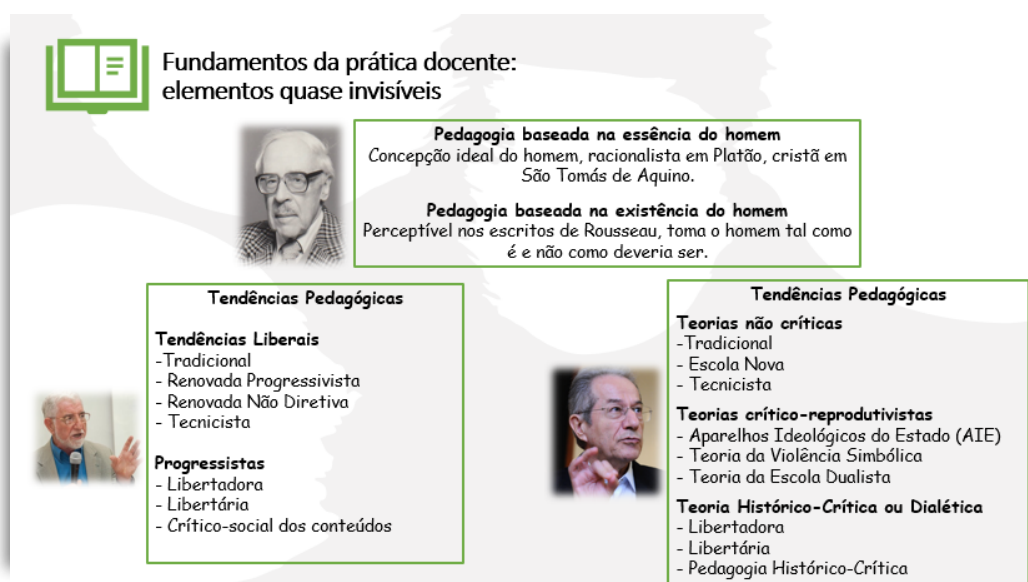 Fundamentos da prática docente:
elementos quase invisíveis
Pedagogia baseada na essência do homem
Concepção ideal do homem, racionalista em Platão, cristã em
São Tomás de Aquino.
Pedagogia baseada na existência do homem
Perceptível nos escritos de Rousseau, toma o homem tal como
é e não como deveria ser.
Tendências Pedagógicas
Tendências Liberais
-Tradicional
- Renovada Progressivista
- Renovada Não Diretiva
- Tecnicista
Progressistas
- Libertadora
- Libertária
- Crítico-social dos conteúdos
Tendências Pedagógicas
Teorias não críticas
-Tradicional
- Escola Nova
- Tecnicista
Teorias crítico-reprodutivistas
- Aparelhos Ideológicos do Estado (AIE)
- Teoria da Violência Simbólica
- Teoria da Escola Dualista
Teoria Histórico-Crítica ou Dialética
- Libertadora
- Libertária
- Pedagogia Histórico-Crítica